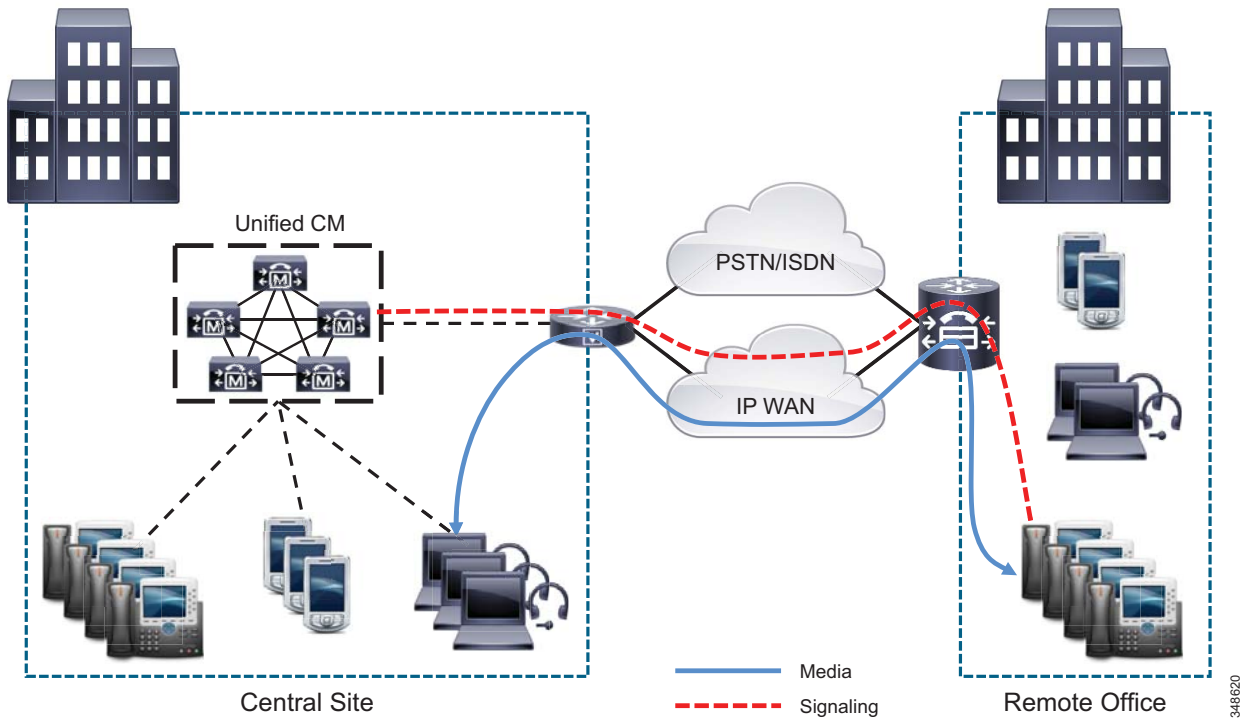 Unified CM
PSTN/ISDN
IP WAN
M
M
M
M
M
Media
Signaling
Central Site
Remote Office
348620